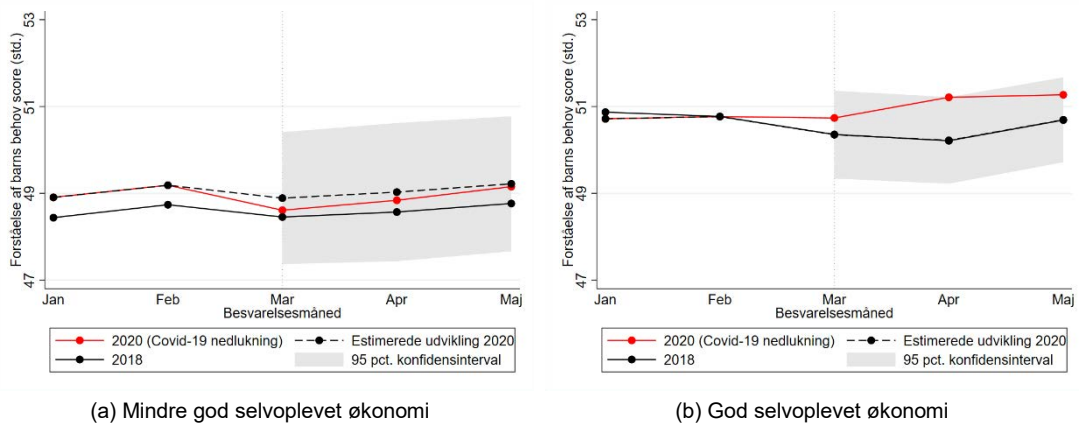 Forståelse af barns behov score (std.)
53
51
49
47
Jan
Feb
Mar
Apr
Maj
Besvarelsesmåned
2020 (Covid-19 nedlukning)
Estimerede udvikling 2020
2018
95 pct. konfidensinterval
(a) Mindre god selvoplevet økonomi
Forståelse af barns behov score (std.)
53
51
49
47
Jan
Feb
Mar
Apr
Maj
Besvarelsesmåned
2020 (Covid-19 nedlukning)
Estimerede udvikling 2020
2018
95 pct. konfidensinterval
(b) God selvoplevet økonomi